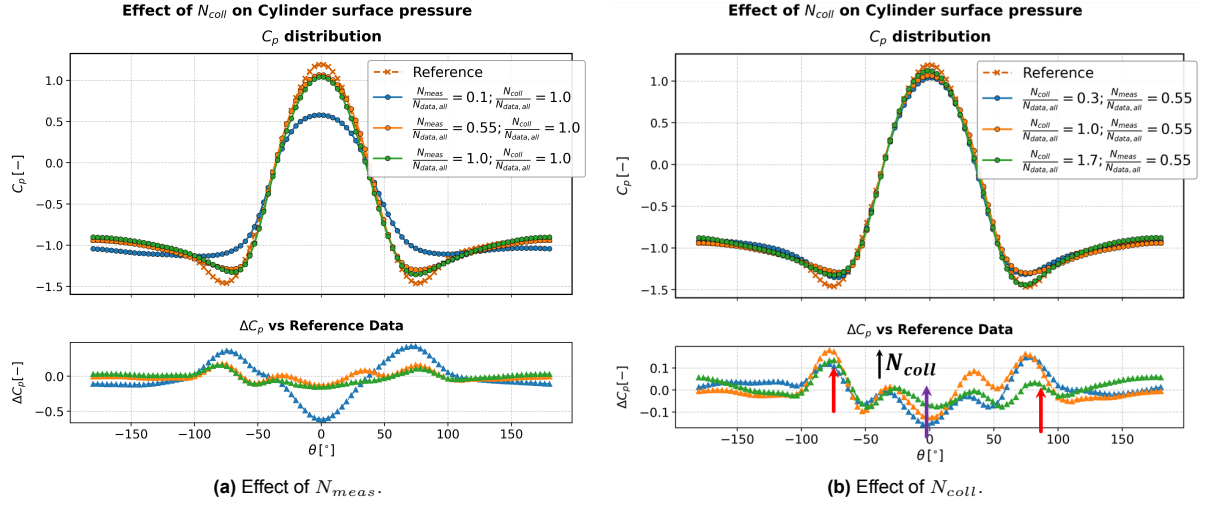 Effect of N_coll on Cylinder surface pressure
C_p distribution
C_p [−]
1.0
0.5
0.0
−0.5
−1.0
−1.5
Reference
N_meas/N_data,all = 0.1; N_coll/N_data,all = 1.0
N_meas/N_data,all = 0.55; N_coll/N_data,all = 1.0
N_meas/N_data,all = 1.0; N_coll/N_data,all = 1.0
ΔC_p vs Reference Data
ΔC_p[−]
0.0
−0.5
−150 −100 −50 0 50 100 150
θ [°]
(a) Effect of N_meas.
Effect of N_coll on Cylinder surface pressure
C_p distribution
C_p [−]
1.0
0.5
0.0
−0.5
−1.0
−1.5
Reference
N_coll/N_data,all = 0.3; N_meas/N_data,all = 0.55
N_coll/N_data,all = 1.0; N_meas/N_data,all = 0.55
N_coll/N_data,all = 1.7; N_meas/N_data,all = 0.55
−150 −100 −50 0 50 100 150
ΔC_p vs Reference Data
ΔC_p[−]
0.1
0.0
−0.1
↑N_coll
−150 −100 −50 0 50 100 150
θ [°]
(b) Effect of N_coll.